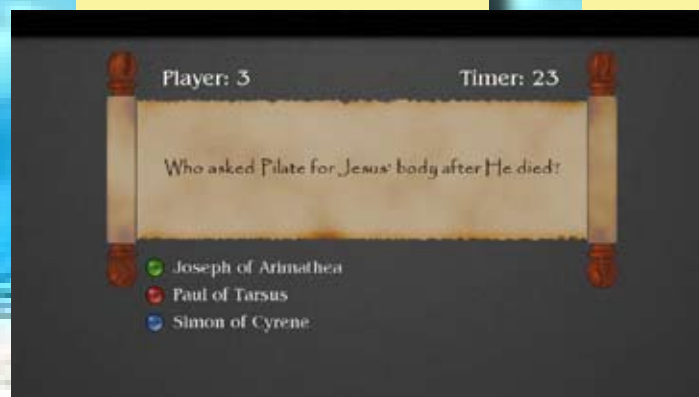 Player: 3 Timer: 23
Who asked Pilate for Jesus' body after He died?
Joseph of Arimathea
Paul of Tarsus
Simon of Cyrene